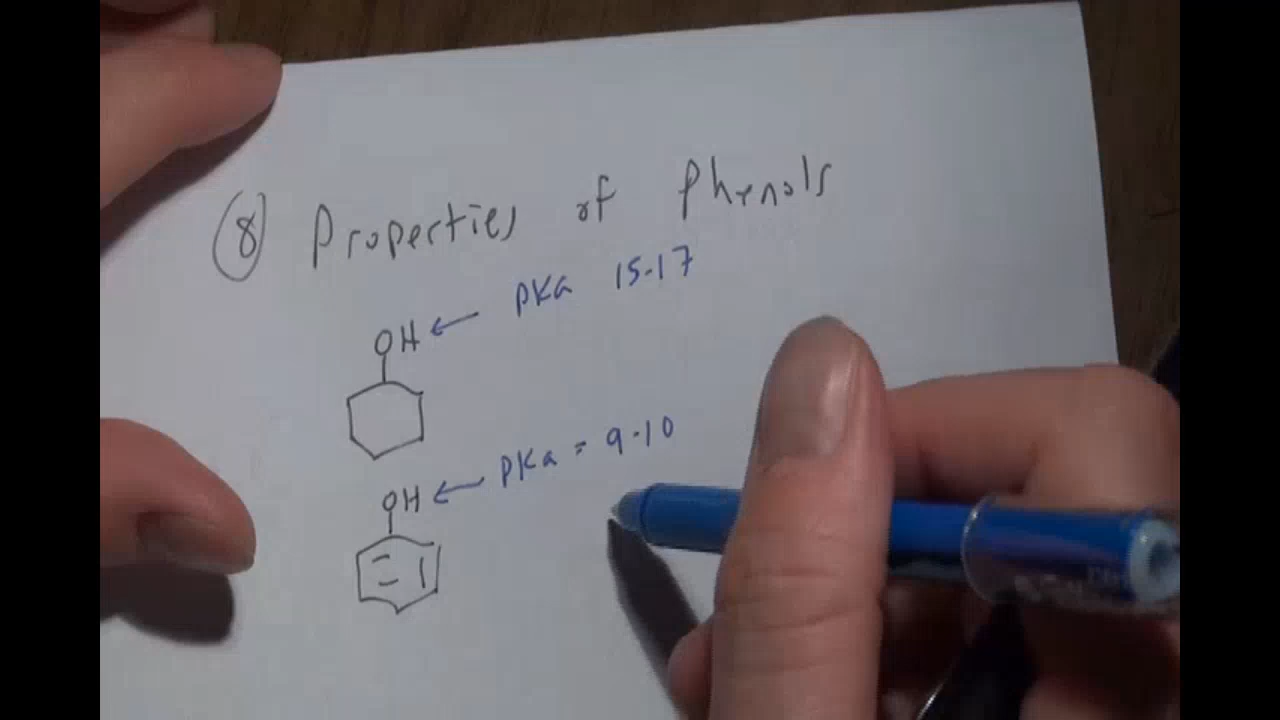 ⑧ Properties of Phenols
pKa 15-17
OH
pKa = 9-10
OH